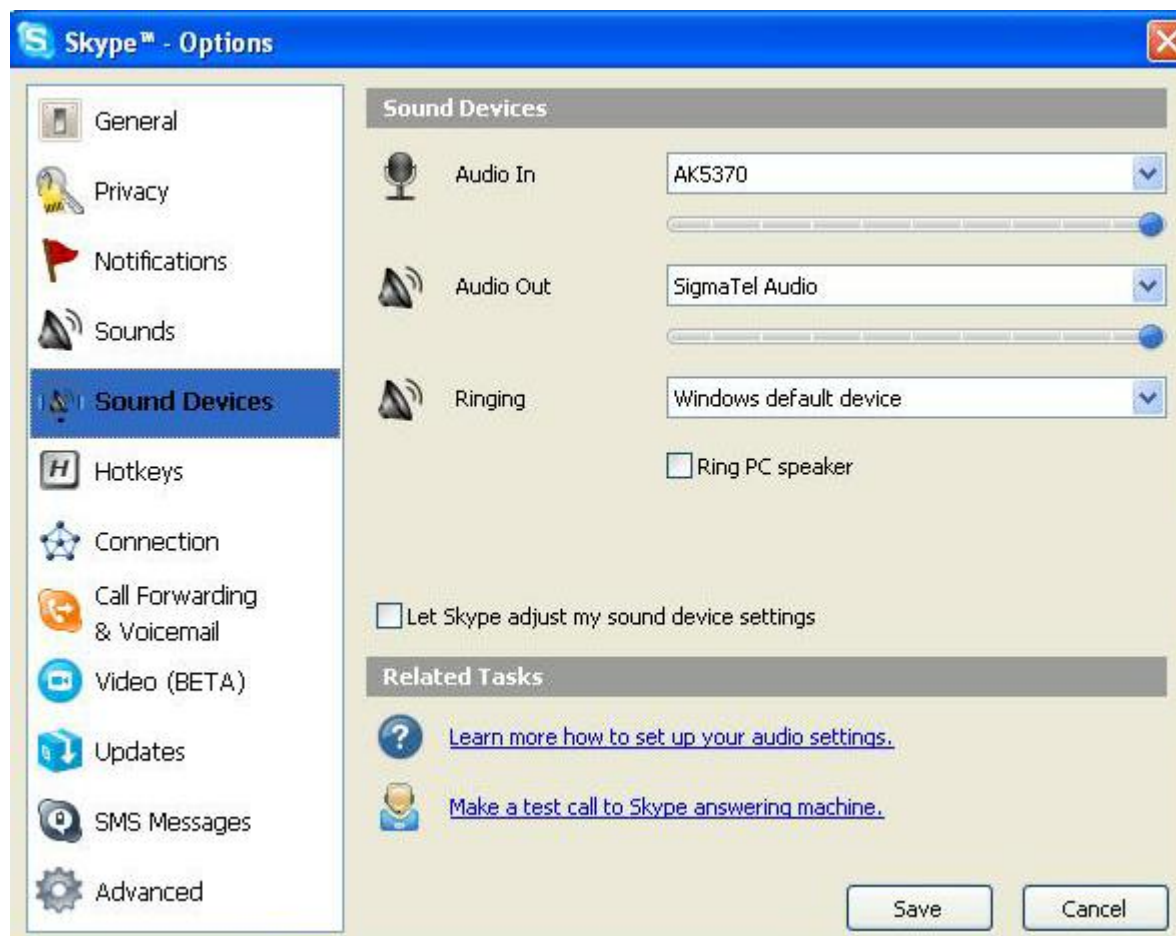 Skype™ - Options
General
Privacy
Notifications
Sounds
Sound Devices
Hotkeys
Connection
Call Forwarding
& Voicemail
Video (BETA)
Updates
SMS Messages
Advanced
Sound Devices
Audio In
AK5370
Audio Out
SigmaTel Audio
Ringing
Windows default device
Ring PC speaker
Let Skype adjust my sound device settings
Related Tasks
Learn more how to set up your audio settings.
Make a test call to Skype answering machine.
Save
Cancel